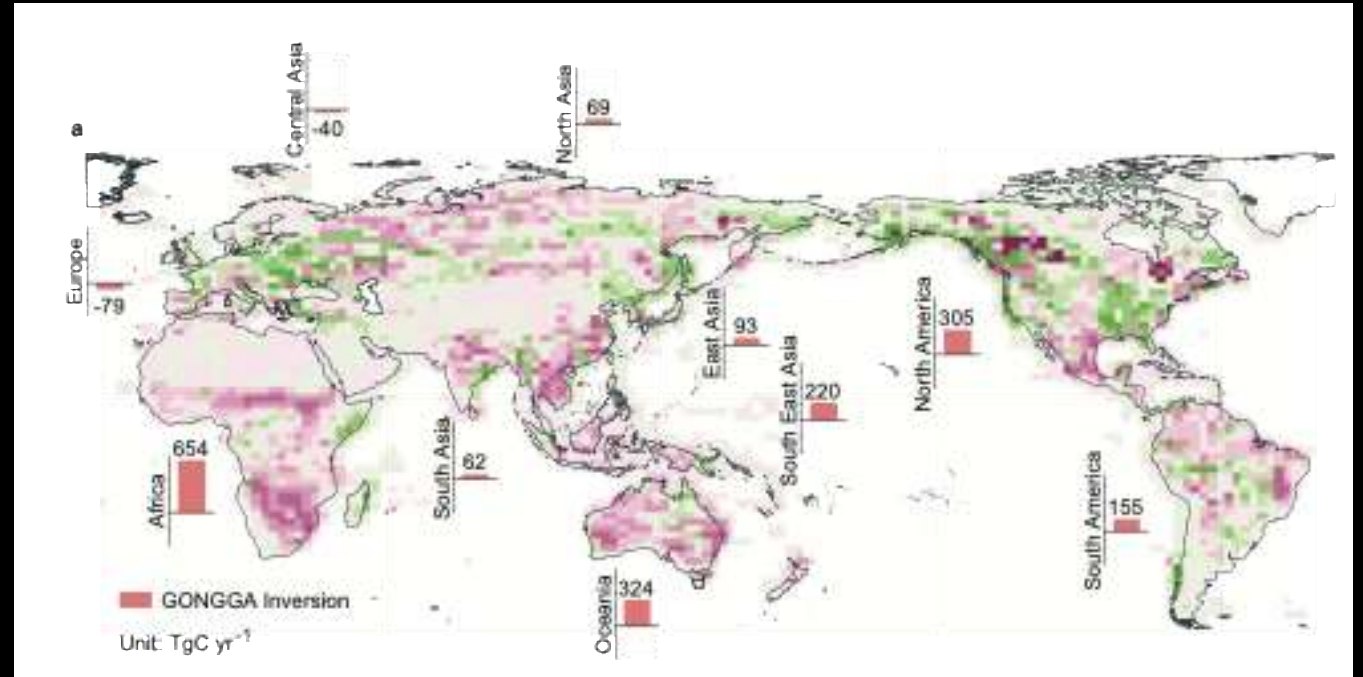 a
Central Asia
-40
North Asia
69
Europe
-79
East Asia
93
North America
305
South East Asia
220
Africa
654
South Asia
62
South America
155
Oceania
324
GONGGA Inversion
Unit: TgC yr⁻¹